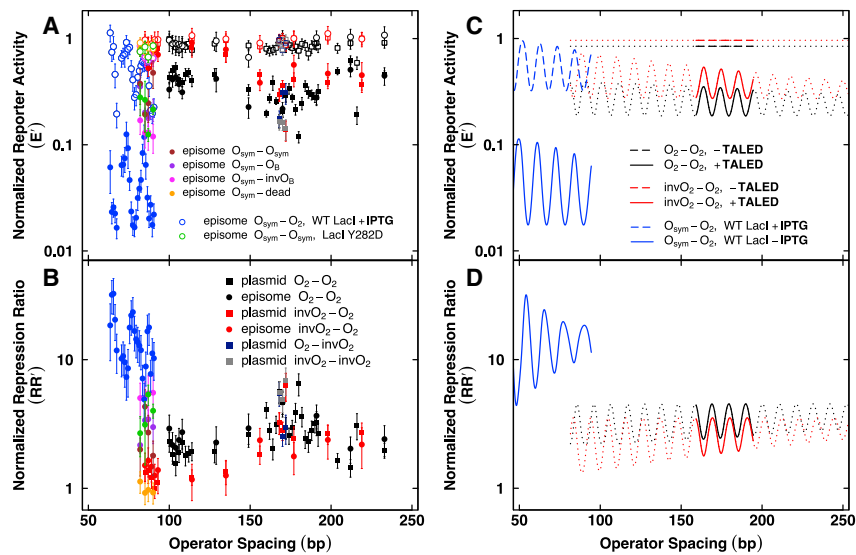 A
Normalized Reporter Activity
(E′)
1
0.1
0.01
episome Osym−Osym
episome Osym−OB
episome Osym−invOB
episome Osym−dead
episome Osym−O2, WT LacI+IPTG
episome Osym−Osym, LacI Y282D
B
Normalized Repression Ratio
(RR′)
10
1
plasmid O2−O2
episome O2−O2
plasmid invO2−O2
episome invO2−O2
plasmid O2−invO2
plasmid invO2−invO2
50 100 150 200 250
Operator Spacing (bp)
C
Normalized Reporter Activity
(E′)
1
0.1
0.01
O2−O2, −TALED
O2−O2, +TALED
invO2−O2, −TALED
invO2−O2, +TALED
Osym−O2, WT LacI+IPTG
Osym−O2, WT LacI−IPTG
D
Normalized Repression Ratio
(RR′)
10
1
50 100 150 200 250
Operator Spacing (bp)